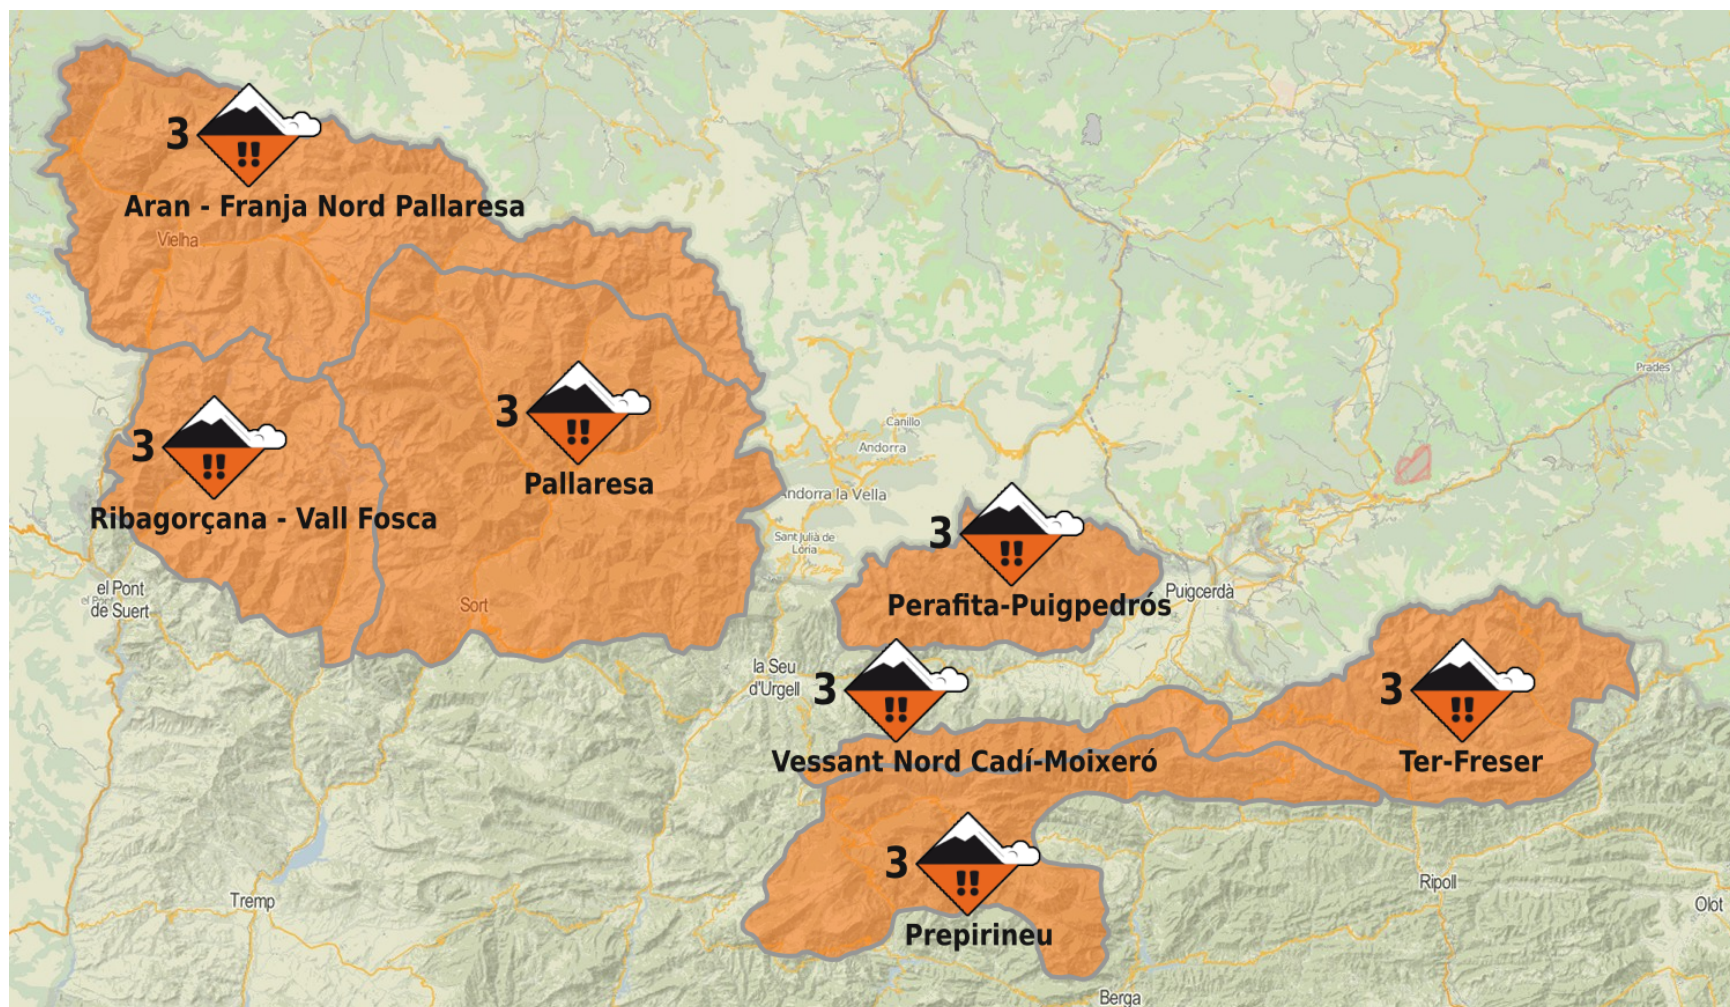 3
!!
Aran - Franja Nord Pallaresa
Vielha
3
!!
Pallaresa
3
!!
Ribagorçana - Vall Fosca
Canillo
Andorra
Andorra la Vella
Sant Julià de
Lòria
Prades
3
!!
Perafita-Puigpedrós
Puigcerdà
el Pont
de Suert
Sort
la Seu
d'Urgell
3
!!
Vessant Nord Cadí-Moixeró
3
!!
Ter-Freser
3
!!
Prepirineu
Tremp
Ripoll
Olot
Berga